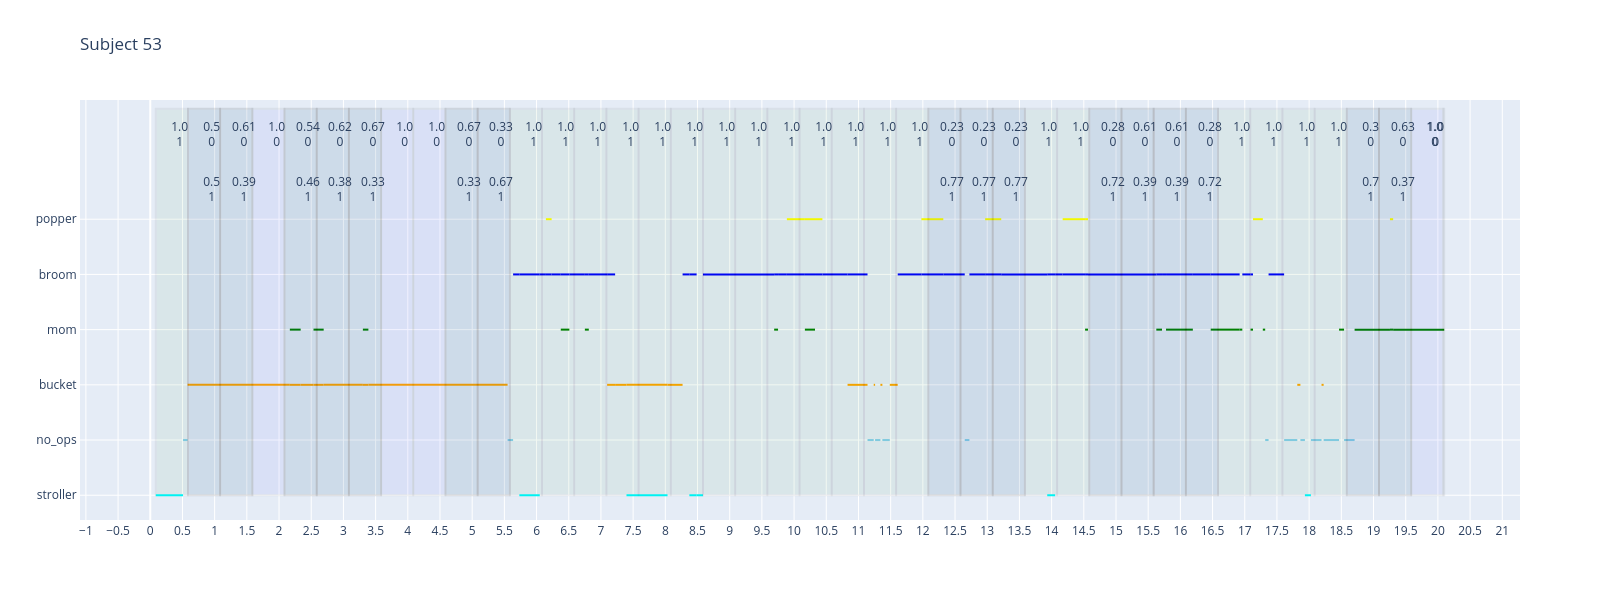 Subject 53
1.0 0.5 0.61 1.0 0.54 0.62 0.67 1.0 1.0 0.67 0.33 1.0 1.0 1.0 1.0 1.0 1.0 1.0 1.0 1.0 1.0 1.0 1.0 1.0 0.23 0.23 0.23 1.0 1.0 0.28 0.61 0.61 0.28 1.0 1.0 1.0 1.0 0.3 0.63 1.0
1 0 0 0 0 0 0 0 0 0 0 1 1 1 1 1 1 1 1 1 1 1 1 1 0 0 0 1 1 0 0 0 0 1 1 1 1 0 0 0
0.5 0.39 0.46 0.38 0.33 0.33 0.67 0.77 0.77 0.77 0.72 0.39 0.39 0.72 0.7 0.37
1 1 1 1 1 1 1 1 1 1 1 1 1 1 1 1
popper
broom
mom
bucket
no_ops
stroller
−1 −0.5 0 0.5 1 1.5 2 2.5 3 3.5 4 4.5 5 5.5 6 6.5 7 7.5 8 8.5 9 9.5 10 10.5 11 11.5 12 12.5 13 13.5 14 14.5 15 15.5 16 16.5 17 17.5 18 18.5 19 19.5 20 20.5 21